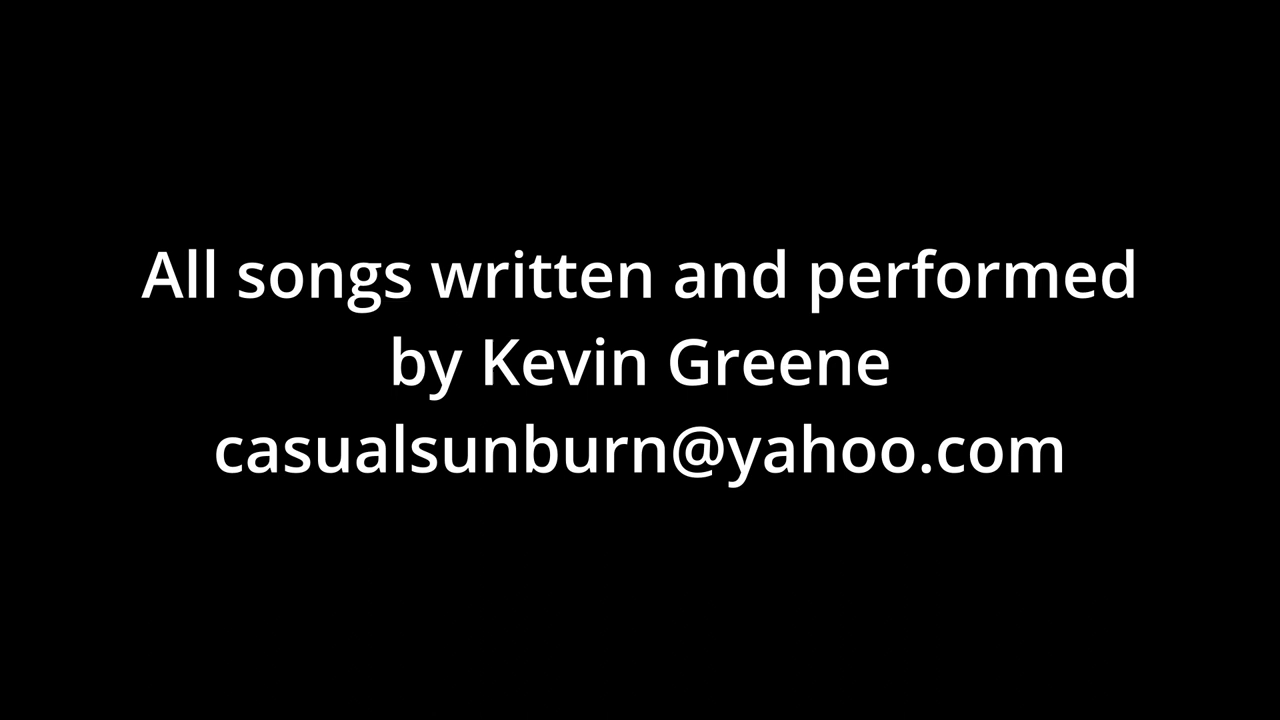 All songs written and performed
by Kevin Greene
casualsunburn@yahoo.com